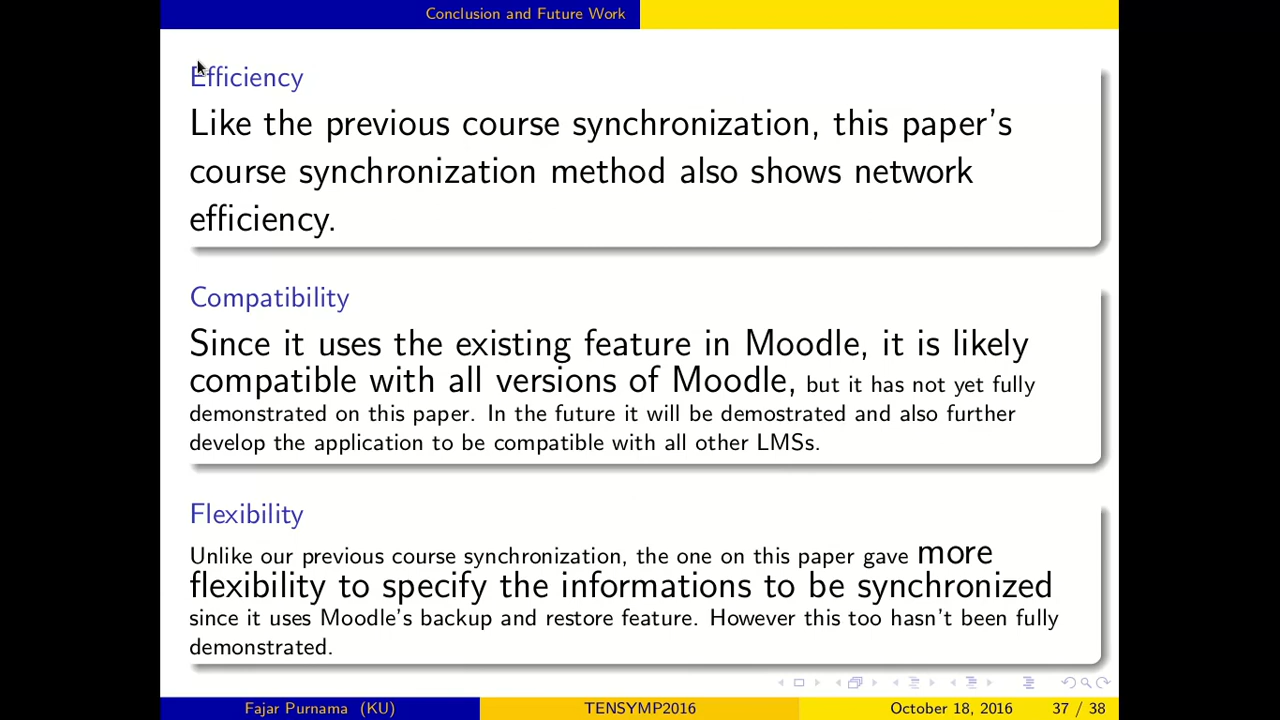 Conclusion and Future Work
Efficiency
Like the previous course synchronization, this paper's
course synchronization method also shows network
efficiency.
Compatibility
Since it uses the existing feature in Moodle, it is likely
compatible with all versions of Moodle, but it has not yet fully
demonstrated on this paper. In the future it will be demostrated and also further
develop the application to be compatible with all other LMSs.
Flexibility
Unlike our previous course synchronization, the one on this paper gave more
flexibility to specify the informations to be synchronized
since it uses Moodle's backup and restore feature. However this too hasn't been fully
demonstrated.
Fajar Purnama (KU) TENSYMP2016 October 18, 2016 37 / 38